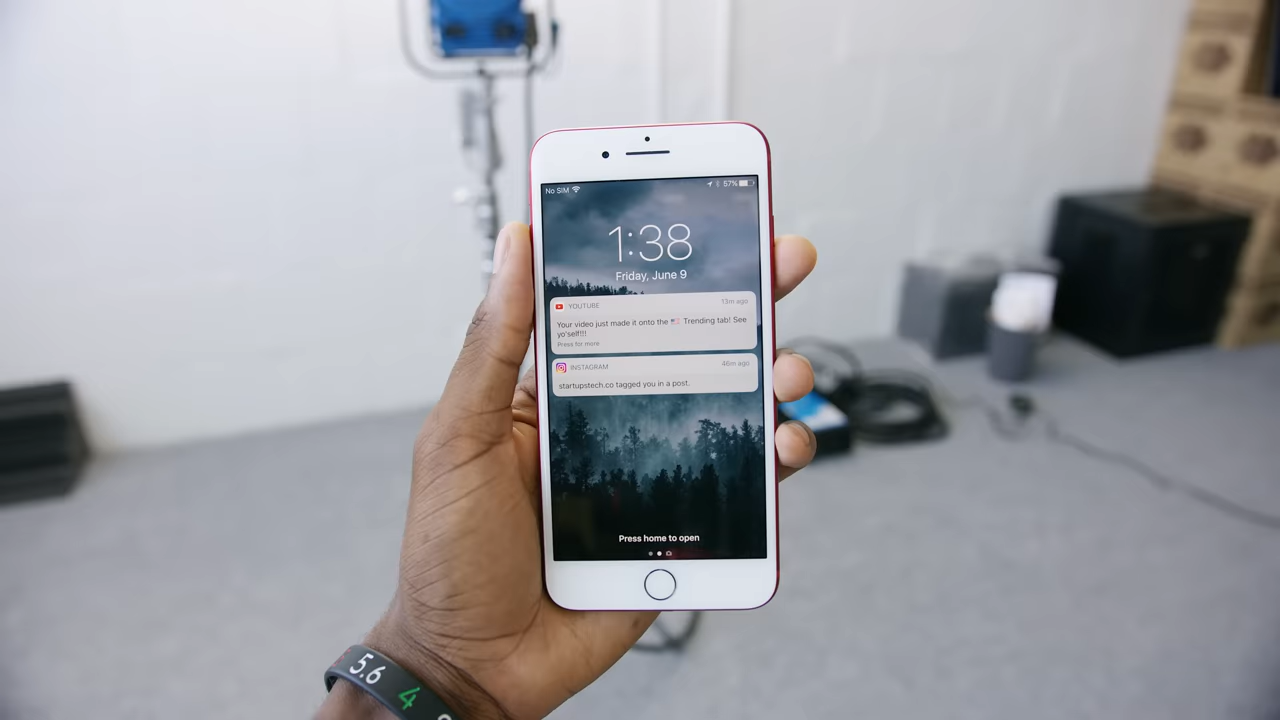 No SIM 57%
1:38
Friday, June 9
YOUTUBE 13m ago
Your video just made it onto the 🇺🇸 Trending tab! See
yo'self!!!
Press for more
INSTAGRAM 46m ago
startupstech.co tagged you in a post.
Press home to open
5.6 4